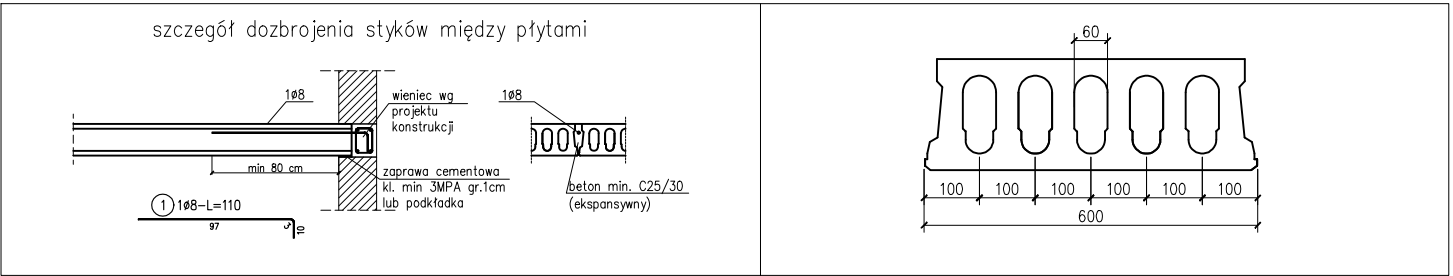 szczegół dozbrojenia styków między płytami
1ø8
wieniec wg
projektu
konstrukcji
min 80 cm
zaprawa cementowa
kl. min 3MPA gr.1cm
lub podkładka
1 1ø8-L=110
97
3
10
1ø8
beton min. C25/30
(ekspansywny)
60
100 100 100 100 100 100
600